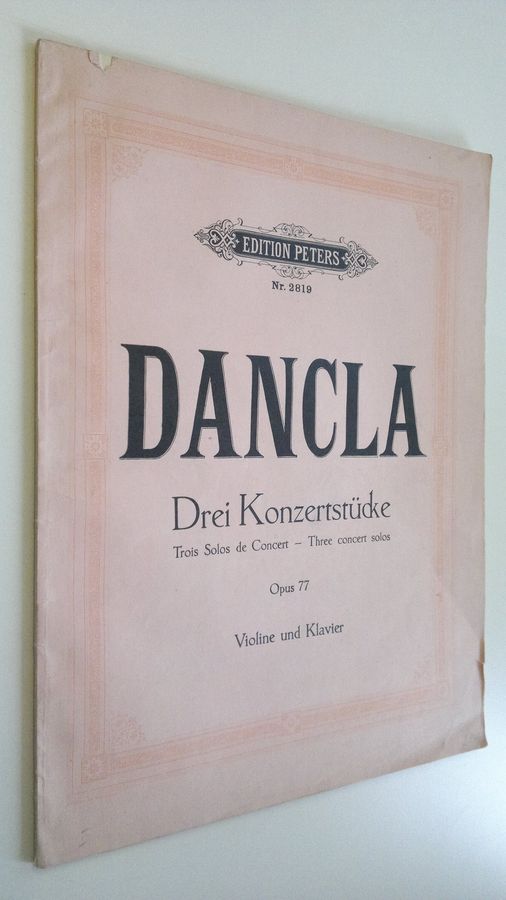 EDITION PETERS
Nr. 2819
DANCLA
Drei Konzertstücke
Trois Solos de Concert – Three concert solos
Opus 77
Violine und Klavier